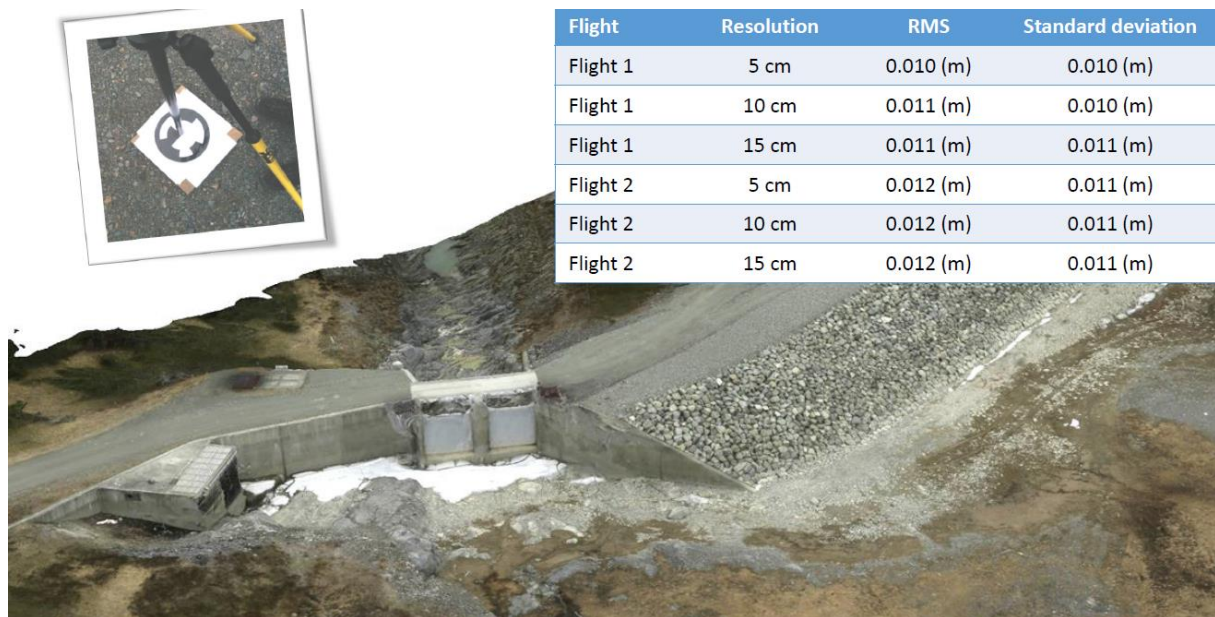 Flight Resolution RMS Standard deviation
Flight 1 5 cm 0.010 (m) 0.010 (m)
Flight 1 10 cm 0.011 (m) 0.010 (m)
Flight 1 15 cm 0.011 (m) 0.011 (m)
Flight 2 5 cm 0.012 (m) 0.011 (m)
Flight 2 10 cm 0.012 (m) 0.011 (m)
Flight 2 15 cm 0.012 (m) 0.011 (m)